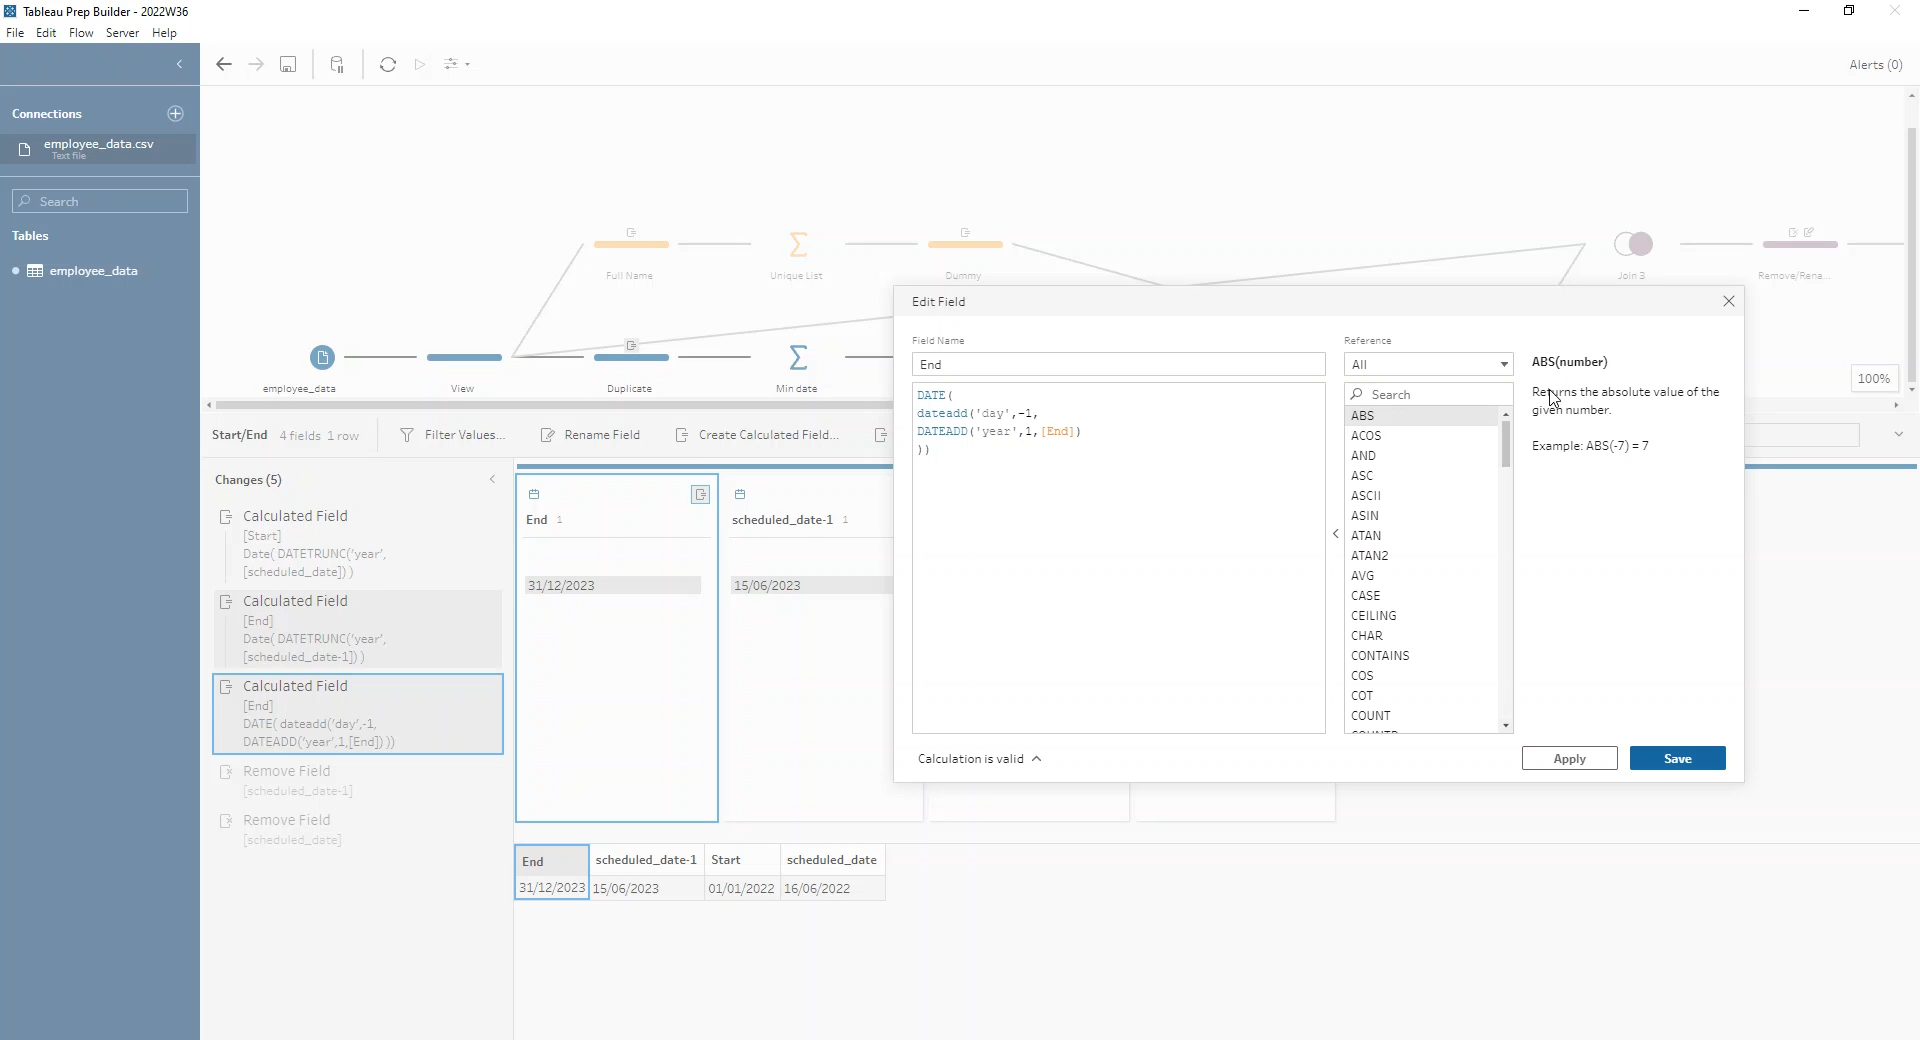 Tableau Prep Builder - 2022W36
File Edit Flow Server Help
Alerts (0)
Connections
employee_data.csv
Text file
Search
Tables
employee_data
Full Name
Unique List
Dummy
Join 3
Remove/Rena...
employee_data
View
Duplicate
Min date
100%
Start/End 4 fields 1 row
Filter Values...
Rename Field
Create Calculated Field...
Changes (5)
Calculated Field
[Start]
Date( DATETRUNC('year',
[scheduled_date]) )
Calculated Field
[End]
Date( DATETRUNC('year',
[scheduled_date-1]) )
Calculated Field
[End]
DATE( dateadd('day',-1,
DATEADD('year',1,[End]) ))
Remove Field
[scheduled_date-1]
Remove Field
[scheduled_date]
End 1
31/12/2023
scheduled_date-1 1
15/06/2023
End scheduled_date-1 Start scheduled_date
31/12/2023 15/06/2023 01/01/2022 16/06/2022
Edit Field
Field Name
End
DATE(
dateadd('day',-1,
DATEADD('year',1,[End])
))
Calculation is valid
Reference
All
Search
ABS
ACOS
AND
ASC
ASCII
ASIN
ATAN
ATAN2
AVG
CASE
CEILING
CHAR
CONTAINS
COS
COT
COUNT
COUNTD
ABS(number)
Returns the absolute value of the
given number.
Example: ABS(-7) = 7
Apply
Save